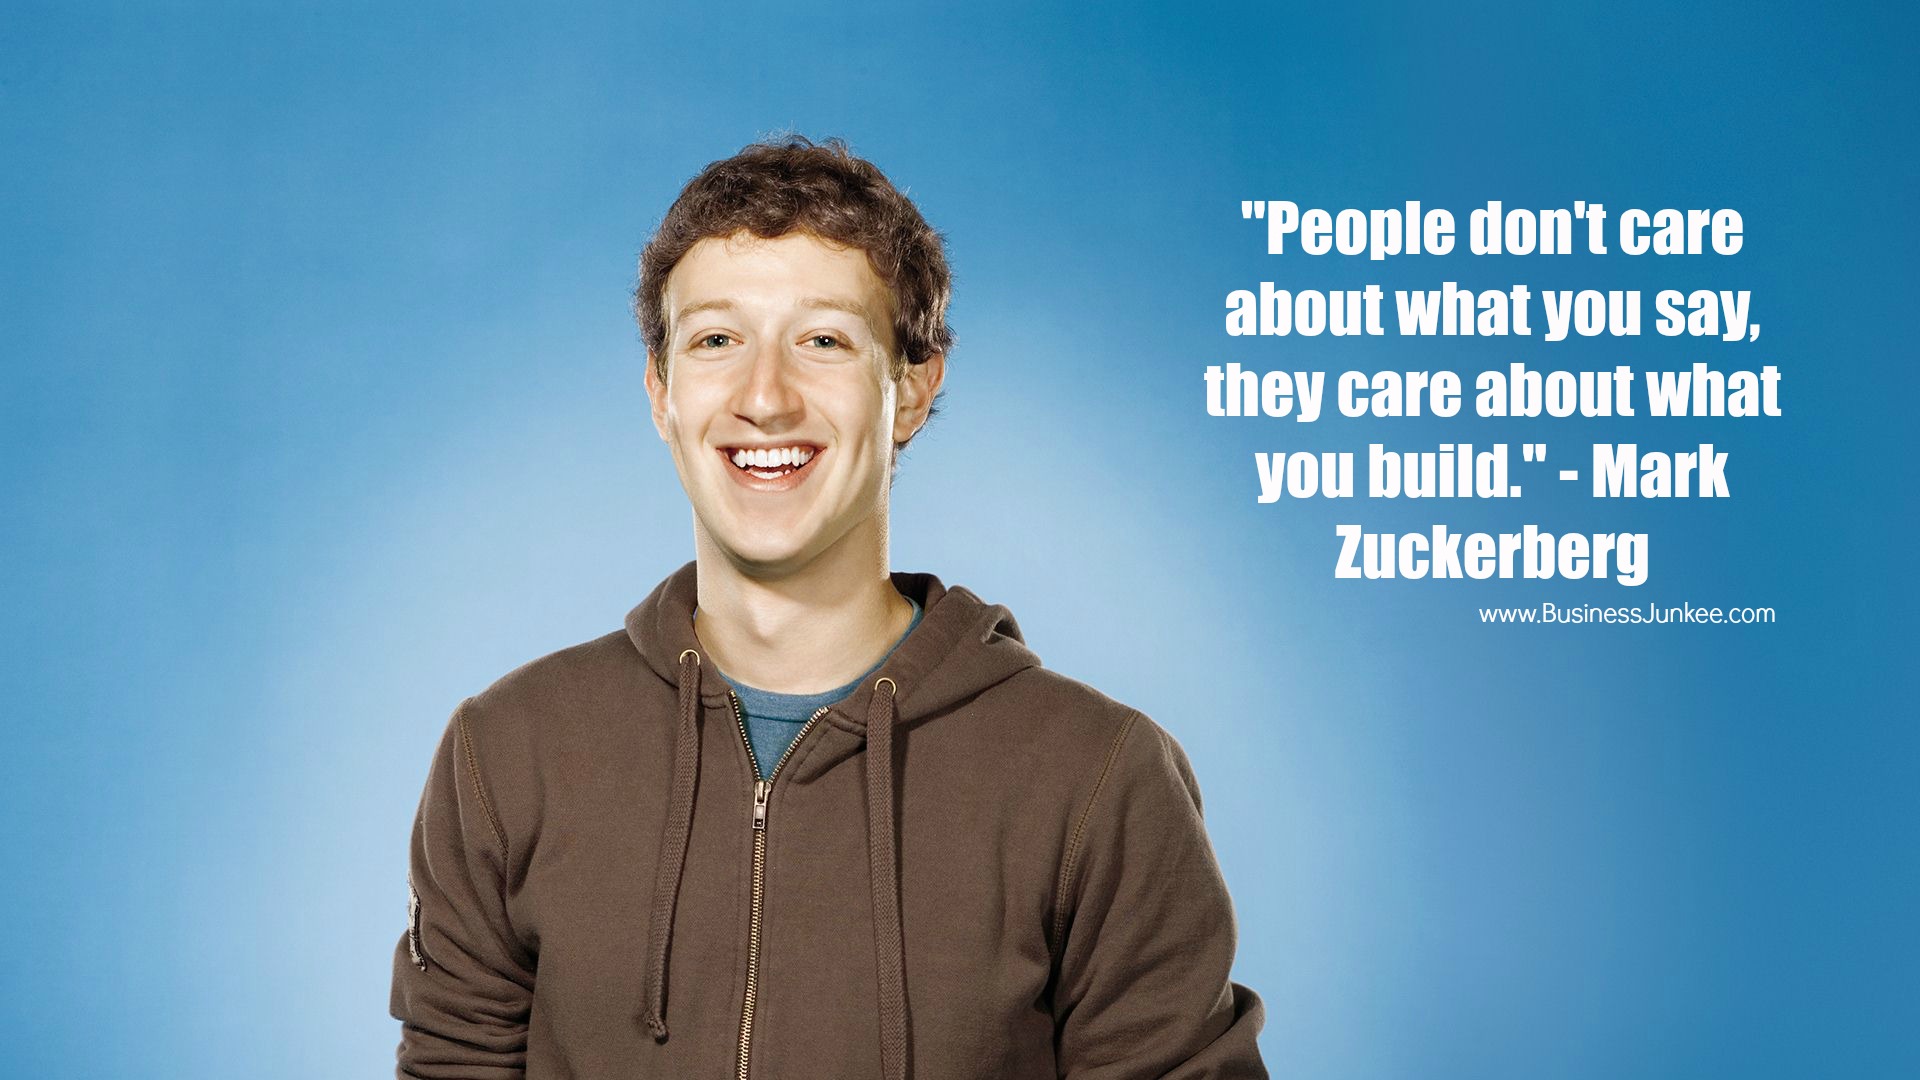 "People don't care
about what you say,
they care about what
you build." - Mark
Zuckerberg
www.BusinessJunkee.com